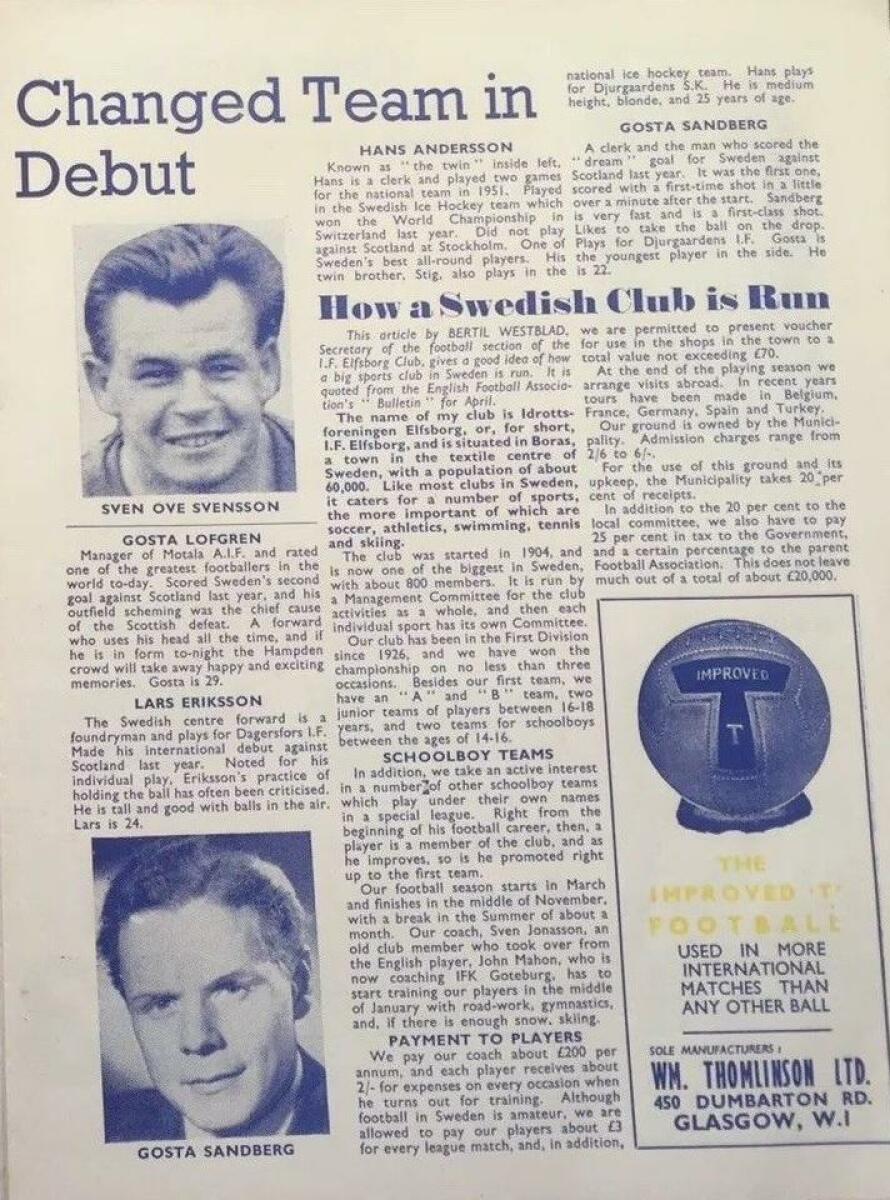 Changed Team in
Debut
SVEN OVE SVENSSON
GOSTA LOFGREN
Manager of Motala A.I.F. and rated
one of the greatest footballers in the
world to-day. Scored Sweden's second
goal against Scotland last year, and his
outfield scheming was the chief cause
of the Scottish defeat. A forward
who uses his head all the time, and if
he is in form to-night the Hampden
crowd will take away happy and exciting
memories. Gosta is 29.
LARS ERIKSSON
The Swedish centre forward is a
foundryman and plays for Dagersfors I.F.
Made his international debut against
Scotland last year. Noted for his
individual play, Eriksson's practice of
holding the ball has often been criticised.
He is tall and good with balls in the air.
Lars is 24.
GOSTA SANDBERG
HANS ANDERSSON
Known as "the twin" inside left,
Hans is a clerk and played two games
for the national team in 1951. Played
in the Swedish Ice Hockey team which
won the World Championship in
Switzerland last year. Did not play
against Scotland at Stockholm. One of
Sweden's best all-round players. His
twin brother, Stig, also plays in the
national ice hockey team. Hans plays
for Djurgaardens S.K. He is medium
height, blonde, and 25 years of age.
GOSTA SANDBERG
A clerk and the man who scored the
"dream" goal for Sweden against
Scotland last year. It was the first one,
scored with a first-time shot in a little
over a minute after the start. Sandberg
is very fast and is a first-class shot.
Likes to take the ball on the drop.
Plays for Djurgaardens I.F. Gosta is
the youngest player in the side. He
is 22.
How a Swedish Club is Run
This article by BERTIL WESTBLAD,
Secretary of the football section of the
I.F. Elfsborg Club, gives a good idea of how
a big sports club in Sweden is run. It is
quoted from the English Football Associa-
tion's "Bulletin" for April.
The name of my club is Idrotts-
foreningen Elfsborg, or, for short,
I.F. Elfsborg, and is situated in Boras,
a town in the textile centre of
Sweden, with a population of about
60,000. Like most clubs in Sweden,
it caters for a number of sports,
the more important of which are
soccer, athletics, swimming, tennis
and skiing.
The club was started in 1904, and
is now one of the biggest in Sweden,
with about 800 members. It is run by
a Management Committee for the club
activities as a whole, and then each
individual sport has its own Committee.
Our club has been in the First Division
since 1926, and we have won the
championship on no less than three
occasions. Besides our first team, we
have an "A" and "B" team, two
junior teams of players between 16-18
years, and two teams for schoolboys
between the ages of 14-16.
SCHOOLBOY TEAMS
In addition, we take an active interest
in a number of other schoolboy teams
which play under their own names
in a special league. Right from the
beginning of his football career, then, a
player is a member of the club, and as
he improves, so is he promoted right
up to the first team.
Our football season starts in March
and finishes in the middle of November,
with a break in the Summer of about a
month. Our coach, Sven Jonasson, an
old club member who took over from
the English player, John Mahon, who is
now coaching IFK Goteburg, has to
start training our players in the middle
of January with road-work, gymnastics,
and, if there is enough snow, skiing.
PAYMENT TO PLAYERS
We pay our coach about £200 per
annum, and each player receives about
2/- for expenses on every occasion when
he turns out for training. Although
football in Sweden is amateur, we are
allowed to pay our players about £3
for every league match, and, in addition,
we are permitted to present voucher
for use in the shops in the town to a
total value not exceeding £70.
At the end of the playing season we
arrange visits abroad. In recent years
tours have been made in Belgium,
France, Germany, Spain and Turkey.
Our ground is owned by the Munici-
pality. Admission charges range from
2/6 to 6/-.
For the use of this ground and its
upkeep, the Municipality takes 20 per
cent of receipts.
In addition to the 20 per cent to the
local committee, we also have to pay
25 per cent in tax to the Government,
and a certain percentage to the parent
Football Association. This does not leave
much out of a total of about £20,000.
IMPROVED
T
THE
IMPROVED 'T'
FOOTBALL
USED IN MORE
INTERNATIONAL
MATCHES THAN
ANY OTHER BALL
SOLE MANUFACTURERS:
WM. THOMLINSON LTD.
450 DUMBARTON RD.
GLASGOW, W.1